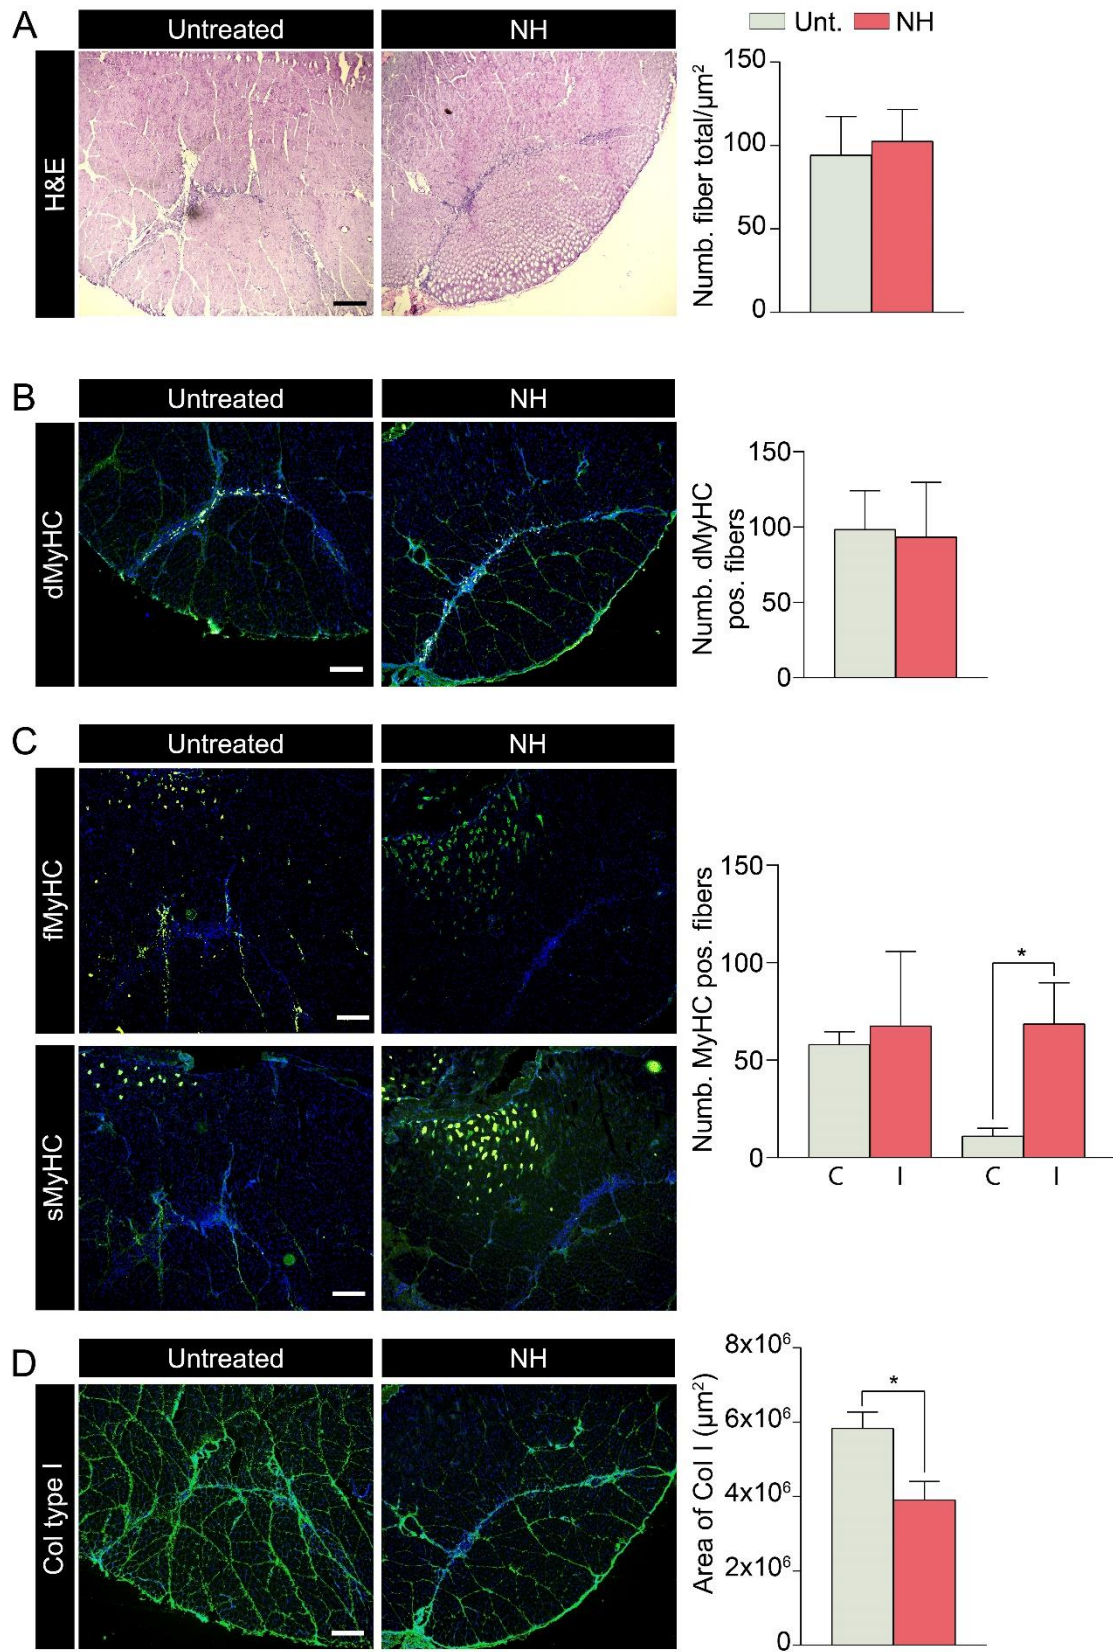 A
Untreated
NH
H&E
Unt.
NH
Numb. fiber total/µm²
150
100
50
0
B
Untreated
NH
dMyHC
Numb. dMyHC
pos. fibers
150
100
50
0
C
Untreated
NH
fMyHC
sMyHC
Numb. MyHC pos. fibers
150
100
50
0
*
C
I
C
I
D
Untreated
NH
Col type I
Area of Col I (µm²)
8x10⁶
6x10⁶
4x10⁶
2x10⁶
0
*